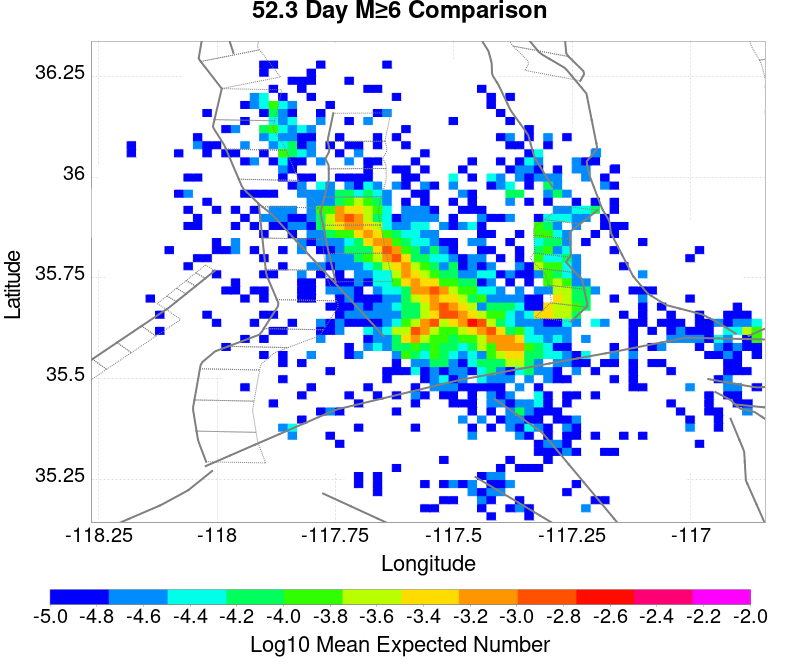 52.3 Day M≥6 Comparison
36.25
36
35.75
35.5
35.25
Latitude
-118.25 -118 -117.75 -117.5 -117.25 -117
Longitude
-5.0 -4.8 -4.6 -4.4 -4.2 -4.0 -3.8 -3.6 -3.4 -3.2 -3.0 -2.8 -2.6 -2.4 -2.2 -2.0
Log10 Mean Expected Number